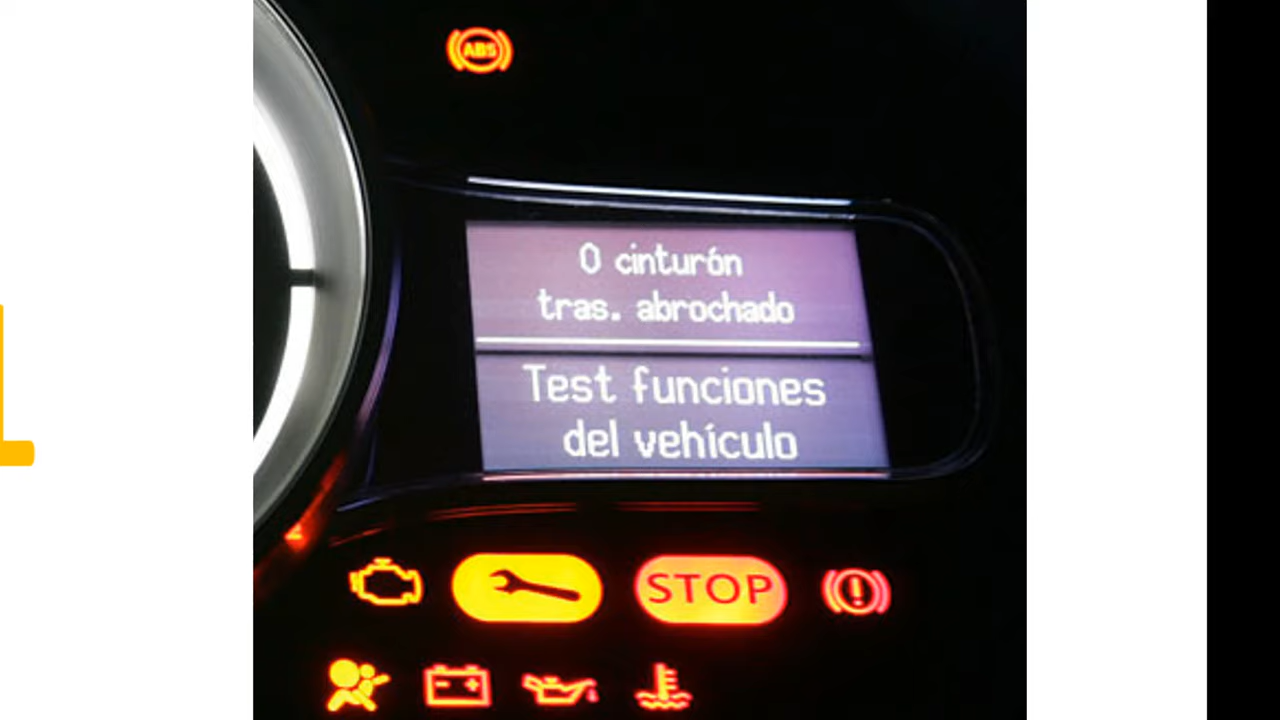 ABS
0 cinturón
tras. abrochado
Test funciones
del vehículo
STOP